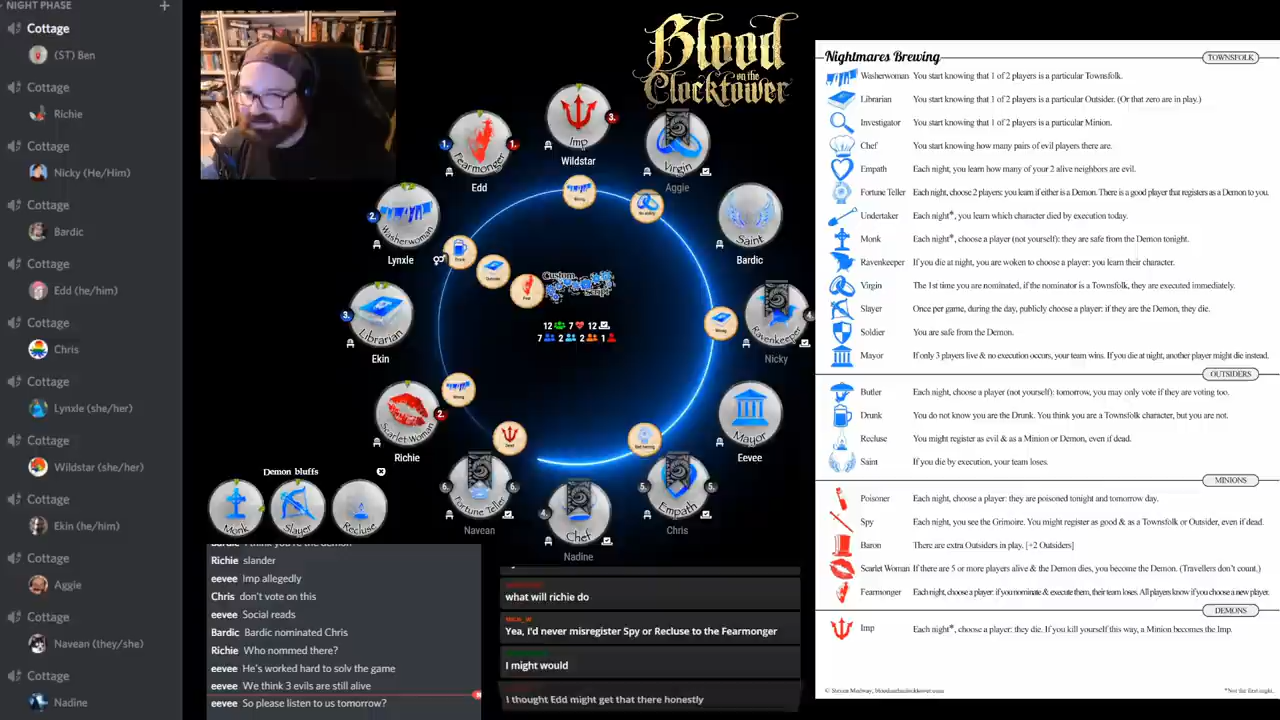 NIGHT PHASE
Cottage
(ST) Ben
Cottage
Richie
Cottage
Nicky (He/Him)
Cottage
Bardic
Cottage
Edd (he/him)
Cottage
Chris
Cottage
Lynxle (she/her)
Cottage
Wildstar (she/her)
Cottage
Ekin (he/him)
Cottage
Aggie
Cottage
Navean (they/she)
Cottage
Nadine
Blood
on the
Clocktower
Imp
Wildstar
Virgin
Aggie
Saint
Bardic
Ravenkeeper
Nicky
Mayor
Eevee
Empath
Chris
Chef
Nadine
Fortune Teller
Navean
Scarlet Woman
Richie
Librarian
Ekin
Washerwoman
Lynxle
Fearmonger
Edd
Custom
Script
12 7 12
7 2 2 1
Demon bluffs
Monk
Slayer
Recluse
Richie slander
eevee Imp allegedly
Chris don't vote on this
eevee Social reads
Bardic Bardic nominated Chris
Richie Who nommed there?
eevee He's worked hard to solv the game
eevee We think 3 evils are still alive
eevee So please listen to us tomorrow?
what will richie do
Yea, I'd never misregister Spy or Recluse to the Fearmonger
I might would
I thought Edd might get that there honestly
Nightmares Brewing
TOWNSFOLK
Washerwoman You start knowing that 1 of 2 players is a particular Townsfolk.
Librarian You start knowing that 1 of 2 players is a particular Outsider. (Or that zero are in play.)
Investigator You start knowing that 1 of 2 players is a particular Minion.
Chef You start knowing how many pairs of evil players there are.
Empath Each night, you learn how many of your 2 alive neighbors are evil.
Fortune Teller Each night, choose 2 players: you learn if either is a Demon. There is a good player that registers as a Demon to you.
Undertaker Each night*, you learn which character died by execution today.
Monk Each night*, choose a player (not yourself): they are safe from the Demon tonight.
Ravenkeeper If you die at night, you are woken to choose a player: you learn their character.
Virgin The 1st time you are nominated, if the nominator is a Townsfolk, they are executed immediately.
Slayer Once per game, during the day, publicly choose a player: if they are the Demon, they die.
Soldier You are safe from the Demon.
Mayor If only 3 players live & no execution occurs, your team wins. If you die at night, another player might die instead.
OUTSIDERS
Butler Each night, choose a player (not yourself): tomorrow, you may only vote if they are voting too.
Drunk You do not know you are the Drunk. You think you are a Townsfolk character, but you are not.
Recluse You might register as evil & as a Minion or Demon, even if dead.
Saint If you die by execution, your team loses.
MINIONS
Poisoner Each night, choose a player: they are poisoned tonight and tomorrow day.
Spy Each night, you see the Grimoire. You might register as good & as a Townsfolk or Outsider, even if dead.
Baron There are extra Outsiders in play. [+2 Outsiders]
Scarlet Woman If there are 5 or more players alive & the Demon dies, you become the Demon. (Travellers don't count.)
Fearmonger Each night, choose a player: if you nominate & execute them, their team loses. All players know if you choose a new player.
DEMONS
Imp Each night*, choose a player: they die. If you kill yourself this way, a Minion becomes the Imp.
*Not the first night